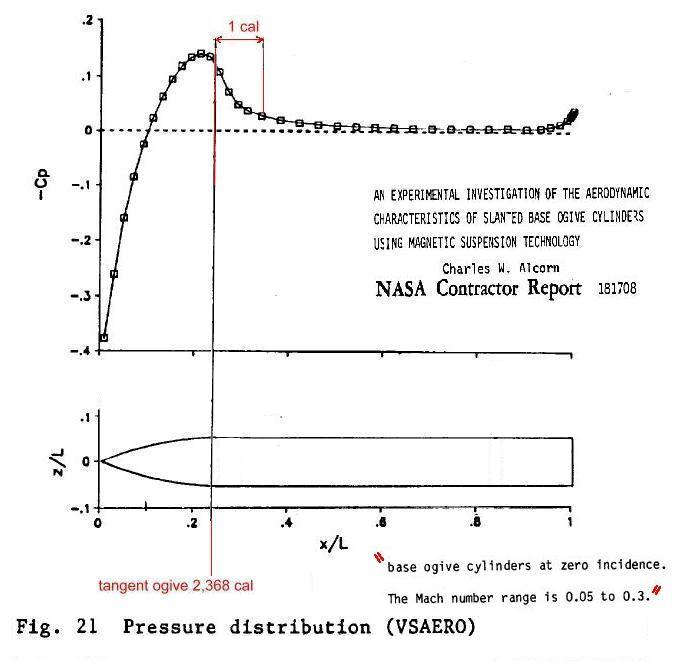 1 cal
.2
.1
0
-.1
-.2
-.3
-.4
-Cp
AN EXPERIMENTAL INVESTIGATION OF THE AERODYNAMIC
CHARACTERISTICS OF SLANTED BASE OGIVE CYLINDERS
USING MAGNETIC SUSPENSION TECHNOLOGY
Charles W. Alcorn
NASA Contractor Report 181708
.1
0
-.1
z/L
0 .2 .4 .6 .8 1
x/L
tangent ogive 2,368 cal
" base ogive cylinders at zero incidence.
The Mach number range is 0.05 to 0.3. "
Fig. 21 Pressure distribution (VSAERO)